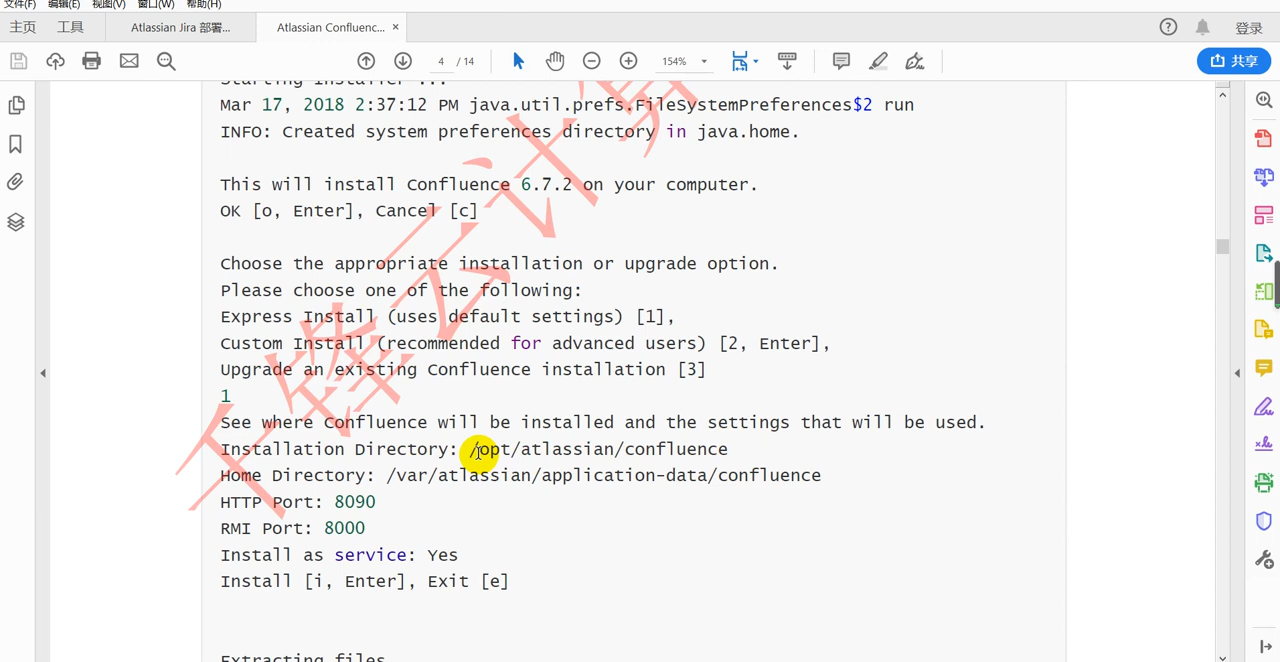 文件(F) 编辑(E) 视图(V) 窗口(W) 帮助(H)
主页 工具 Atlassian Jira 部署... Atlassian Confluenc... × 登录
4 / 14 154% 共享
Starting Installer ...
Mar 17, 2018 2:37:12 PM java.util.prefs.FileSystemPreferences$2 run
INFO: Created system preferences directory in java.home.
This will install Confluence 6.7.2 on your computer.
OK [o, Enter], Cancel [c]
Choose the appropriate installation or upgrade option.
Please choose one of the following:
Express Install (uses default settings) [1],
Custom Install (recommended for advanced users) [2, Enter],
Upgrade an existing Confluence installation [3]
1
See where Confluence will be installed and the settings that will be used.
Installation Directory: /opt/atlassian/confluence
Home Directory: /var/atlassian/application-data/confluence
HTTP Port: 8090
RMI Port: 8000
Install as service: Yes
Install [i, Enter], Exit [e]
Extracting files
千锋云计算